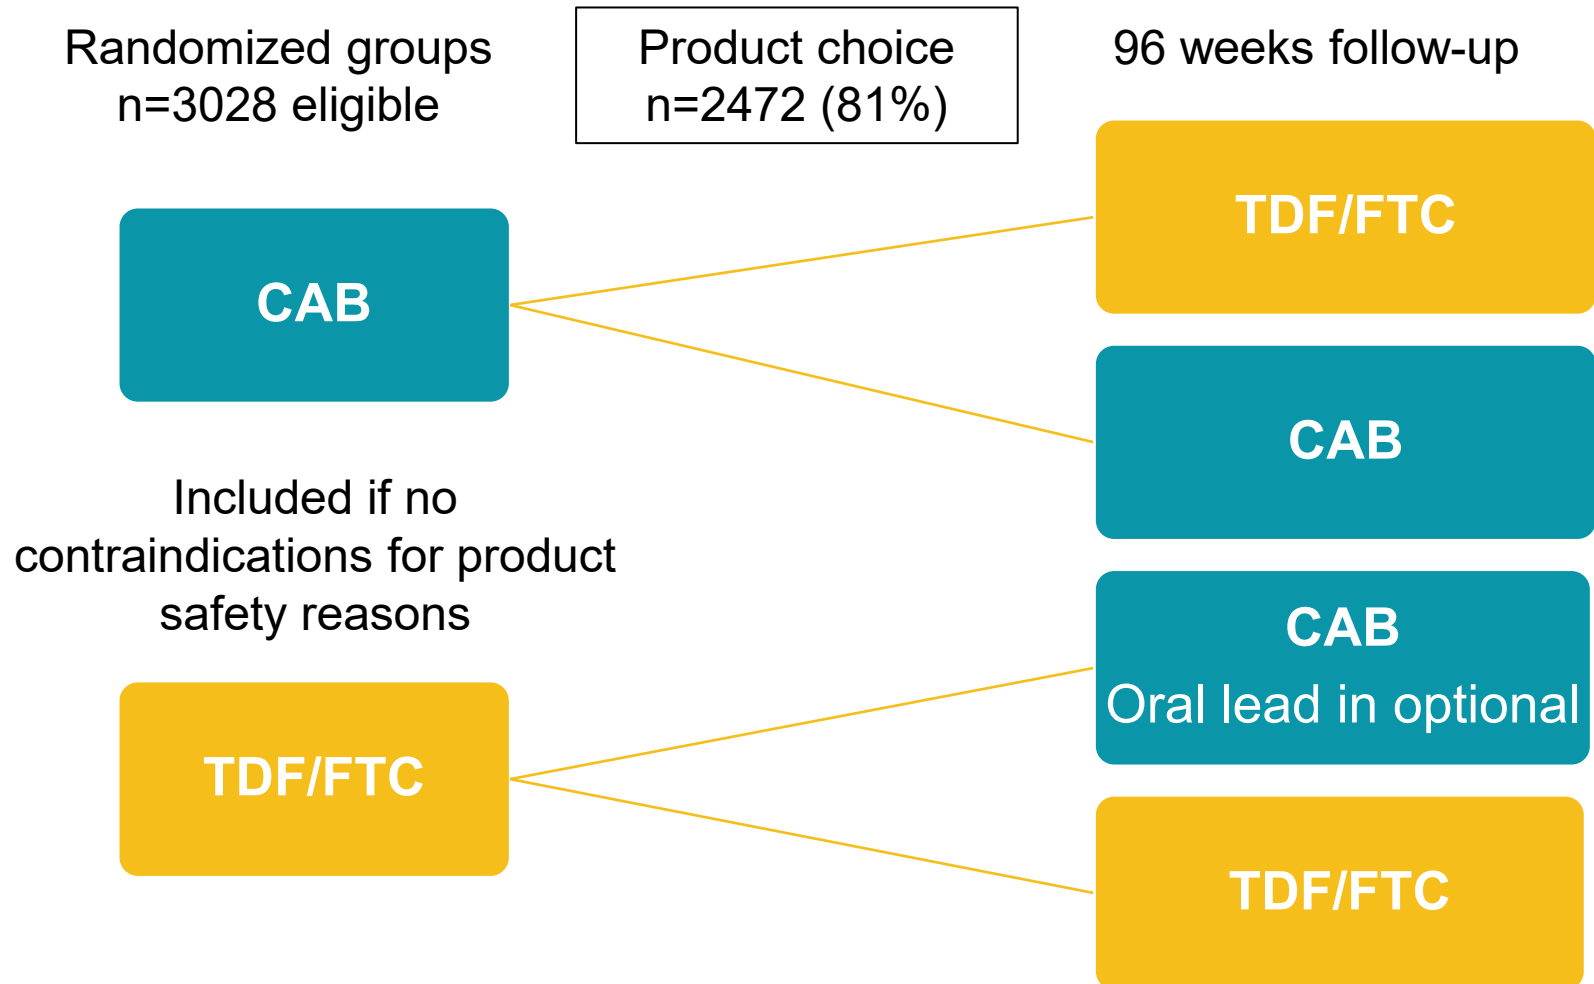 Randomized groups
n=3028 eligible
Product choice
n=2472 (81%)
96 weeks follow-up
CAB
TDF/FTC
CAB
Included if no
contraindications for product
safety reasons
TDF/FTC
CAB
Oral lead in optional
TDF/FTC